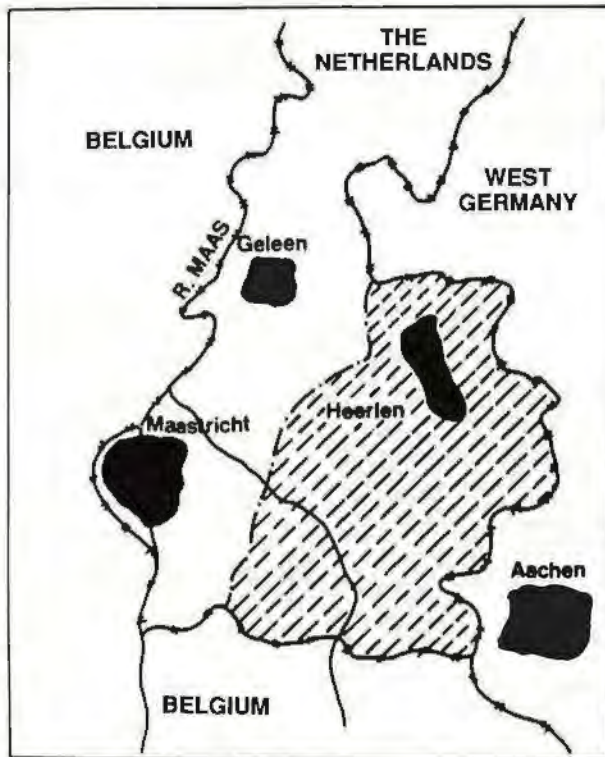 THE
NETHERLANDS
BELGIUM
WEST
GERMANY
R. MAAS
Geleen
Heerlen
Maastricht
Aachen
BELGIUM